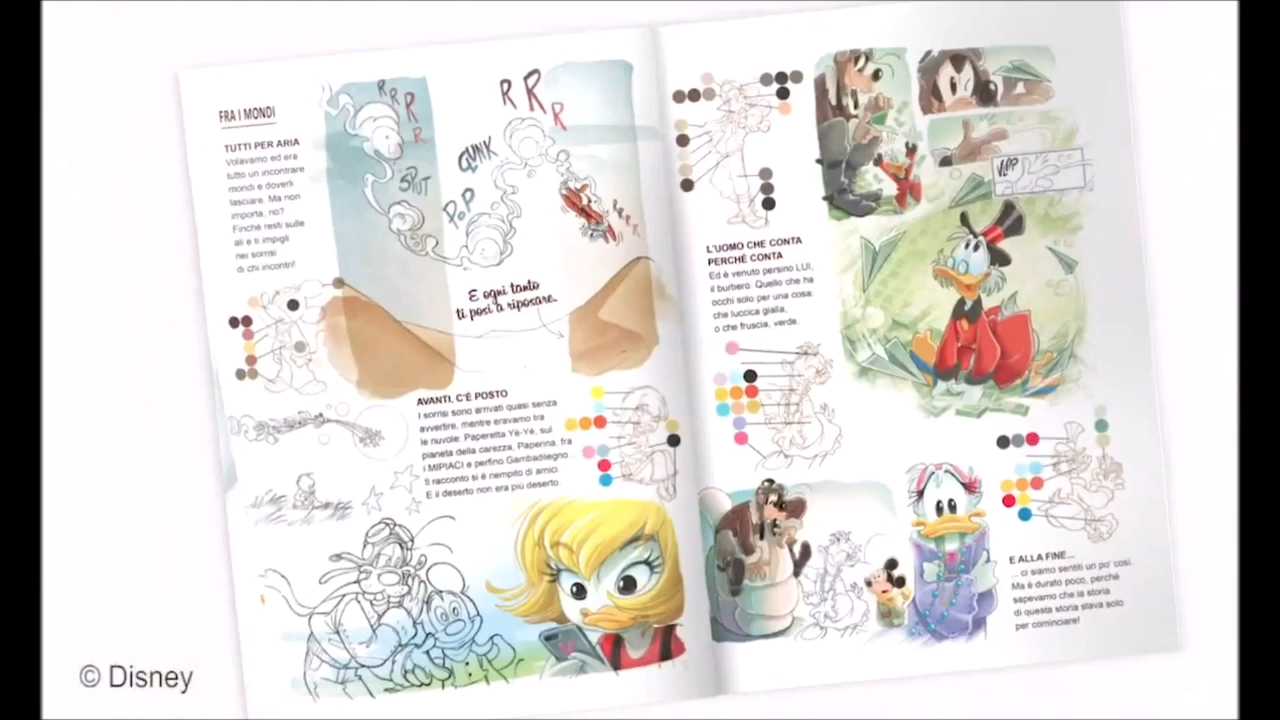 FRA I MONDI
TUTTI PER ARIA
Volavamo ed era
tutto un incontrare
mondi e doverli
lasciare. Ma non
importa, no?
Finché resti sulle
ali e ti impigli
nei sorrisi
di chi incontri!
R
R
R
SPUT
POP
GUNK
R
R
R
R
R
R
R
E ogni tanto
ti posi a riposare.
AVANTI, C'È POSTO
I sorrisi sono arrivati quasi senza
avvertire, mentre eravamo tra
le nuvole: Paperetta Yè-Yé, sul
pianeta della carezza, Paperina, fra
i MIPIACI e perfino Gambadilegno...
Il racconto si è riempito di amici.
E il deserto non era più deserto.
VLPP
L'UOMO CHE CONTA
PERCHÉ CONTA
Ed è venuto persino LUI,
il burbero. Quello che ha
occhi solo per una cosa:
che luccica gialla,
o che fruscia, verde.
E ALLA FINE...
... ci siamo sentiti un po' così.
Ma è durato poco, perché
sapevamo che la storia
di questa storia stava solo
per cominciare!
© Disney